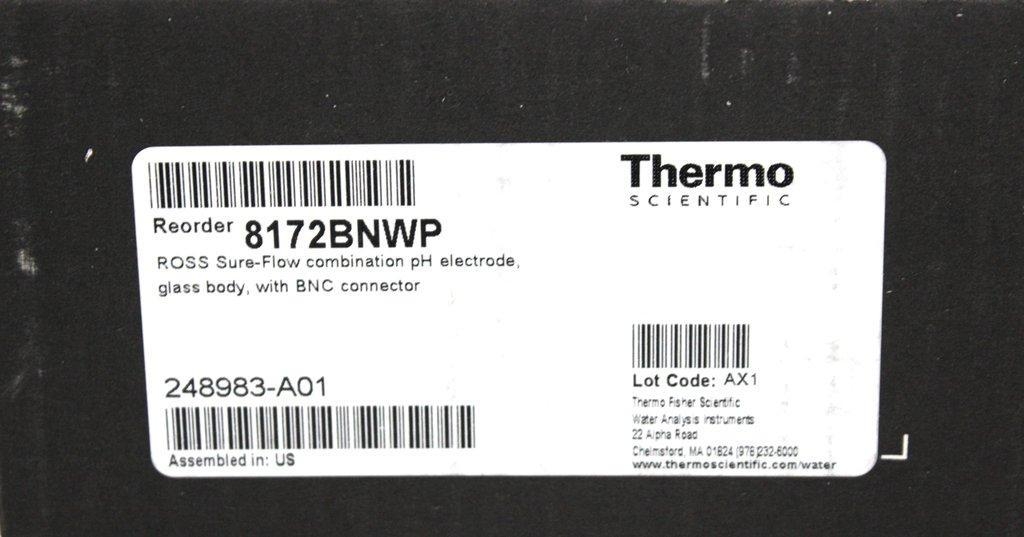 Thermo
SCIENTIFIC
Reorder 8172BNWP
ROSS Sure-Flow combination pH electrode,
glass body, with BNC connector
248983-A01
Assembled in: US
Lot Code: AX1
Thermo Fisher Scientific
Water Analysis Instruments
22 Alpha Road
Chelmsford, MA 01824 (978)232-6000
www.thermoscientific.com/water